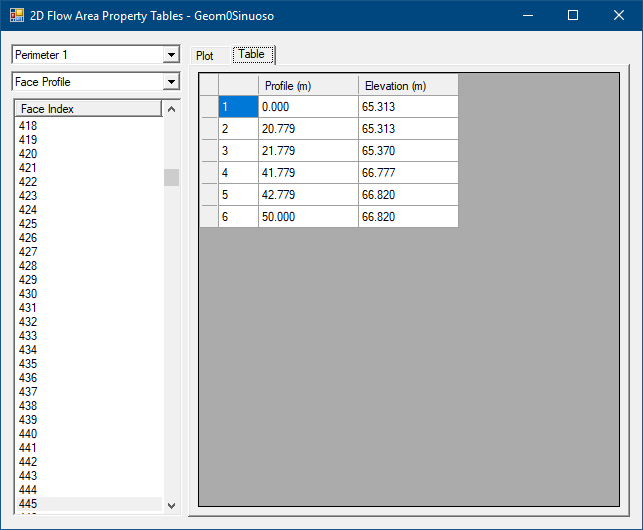 2D Flow Area Property Tables - Geom0Sinuoso
Perimeter 1
Face Profile
Face Index
418
419
420
421
422
423
424
425
426
427
428
429
430
431
432
433
434
435
436
437
438
439
440
441
442
443
444
445
Plot Table
Profile (m) Elevation (m)
1 0.000 65.313
2 20.779 65.313
3 21.779 65.370
4 41.779 66.777
5 42.779 66.820
6 50.000 66.820